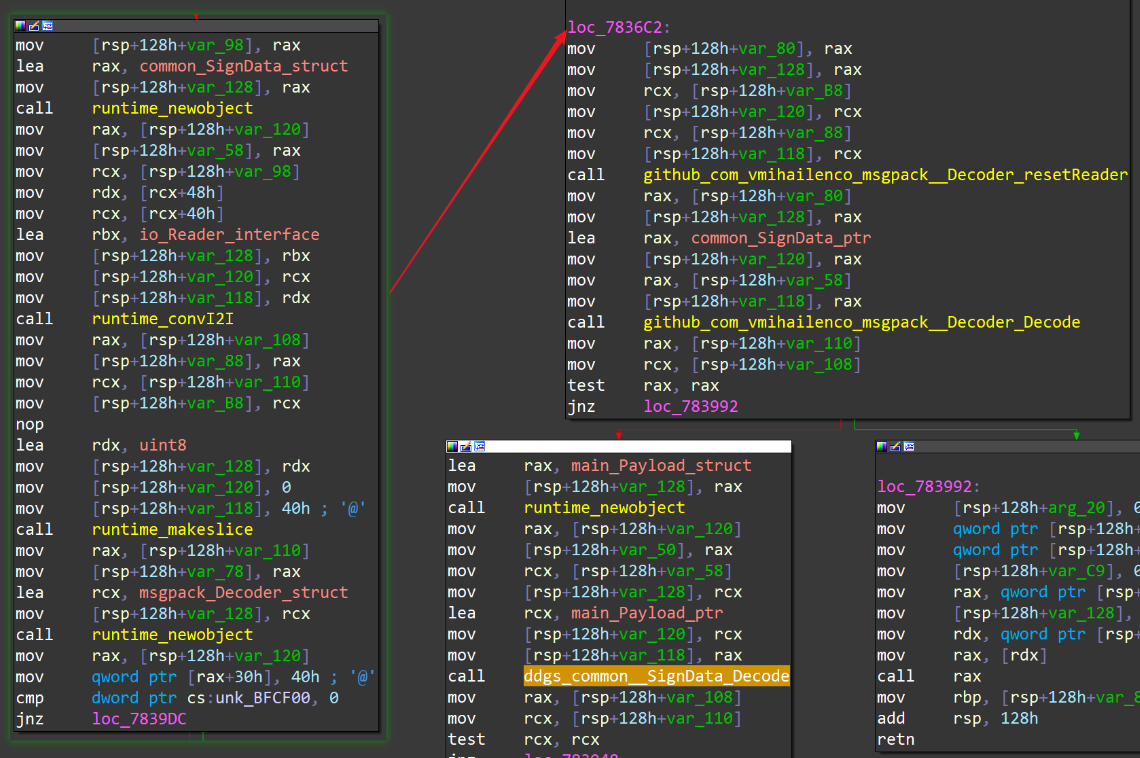 mov [rsp+128h+var_98], rax
lea rax, common_SignData_struct
mov [rsp+128h+var_128], rax
call runtime_newobject
mov rax, [rsp+128h+var_120]
mov [rsp+128h+var_58], rax
mov rcx, [rsp+128h+var_98]
mov rdx, [rcx+48h]
mov rcx, [rcx+40h]
lea rbx, io_Reader_interface
mov [rsp+128h+var_128], rbx
mov [rsp+128h+var_120], rcx
mov [rsp+128h+var_118], rdx
call runtime_convI2I
mov rax, [rsp+128h+var_108]
mov [rsp+128h+var_88], rax
mov rcx, [rsp+128h+var_110]
mov [rsp+128h+var_B8], rcx
nop
lea rdx, uint8
mov [rsp+128h+var_128], rdx
mov [rsp+128h+var_120], 0
mov [rsp+128h+var_118], 40h ; '@'
call runtime_makeslice
mov rax, [rsp+128h+var_110]
mov [rsp+128h+var_78], rax
lea rcx, msgpack_Decoder_struct
mov [rsp+128h+var_128], rcx
call runtime_newobject
mov rax, [rsp+128h+var_120]
mov qword ptr [rax+30h], 40h ; '@'
cmp dword ptr cs:unk_BFCF00, 0
jnz loc_7839DC
loc_7836C2:
mov [rsp+128h+var_80], rax
mov [rsp+128h+var_128], rax
mov rcx, [rsp+128h+var_B8]
mov [rsp+128h+var_120], rcx
mov rcx, [rsp+128h+var_88]
mov [rsp+128h+var_118], rcx
call github_com_vmihailenco_msgpack__Decoder_resetReader
mov rax, [rsp+128h+var_80]
mov [rsp+128h+var_128], rax
lea rax, common_SignData_ptr
mov [rsp+128h+var_120], rax
mov rax, [rsp+128h+var_58]
mov [rsp+128h+var_118], rax
call github_com_vmihailenco_msgpack__Decoder_Decode
mov rax, [rsp+128h+var_110]
mov rcx, [rsp+128h+var_108]
test rax, rax
jnz loc_783992
lea rax, main_Payload_struct
mov [rsp+128h+var_128], rax
call runtime_newobject
mov rax, [rsp+128h+var_120]
mov [rsp+128h+var_50], rax
mov rcx, [rsp+128h+var_58]
mov [rsp+128h+var_128], rcx
lea rcx, main_Payload_ptr
mov [rsp+128h+var_120], rcx
mov [rsp+128h+var_118], rax
call ddgs_common__SignData_Decode
mov rax, [rsp+128h+var_108]
mov rcx, [rsp+128h+var_110]
test rcx, rcx
loc_783992:
mov [rsp+128h+arg_20], 0
mov qword ptr [rsp+128h+
mov qword ptr [rsp+128h+
mov [rsp+128h+var_C9], 0
mov rax, qword ptr [rsp+
mov [rsp+128h+var_128],
mov rdx, qword ptr [rsp+
mov rax, [rdx]
call rax
mov rbp, [rsp+128h+var_8
add rsp, 128h
retn